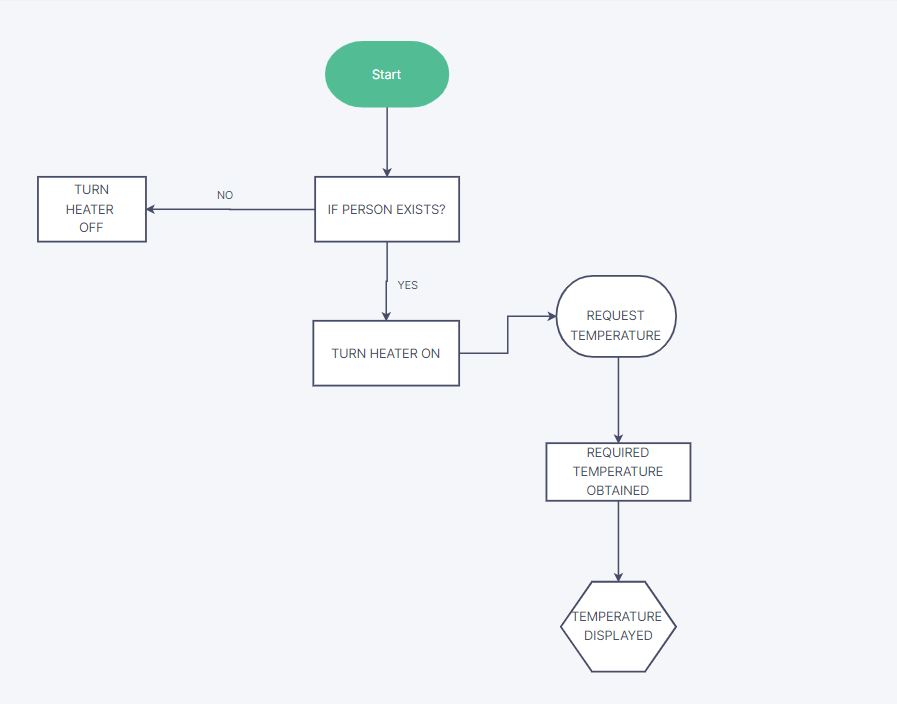 Start
TURN
HEATER
OFF
NO
IF PERSON EXISTS?
YES
TURN HEATER ON
REQUEST
TEMPERATURE
REQUIRED
TEMPERATURE
OBTAINED
TEMPERATURE
DISPLAYED